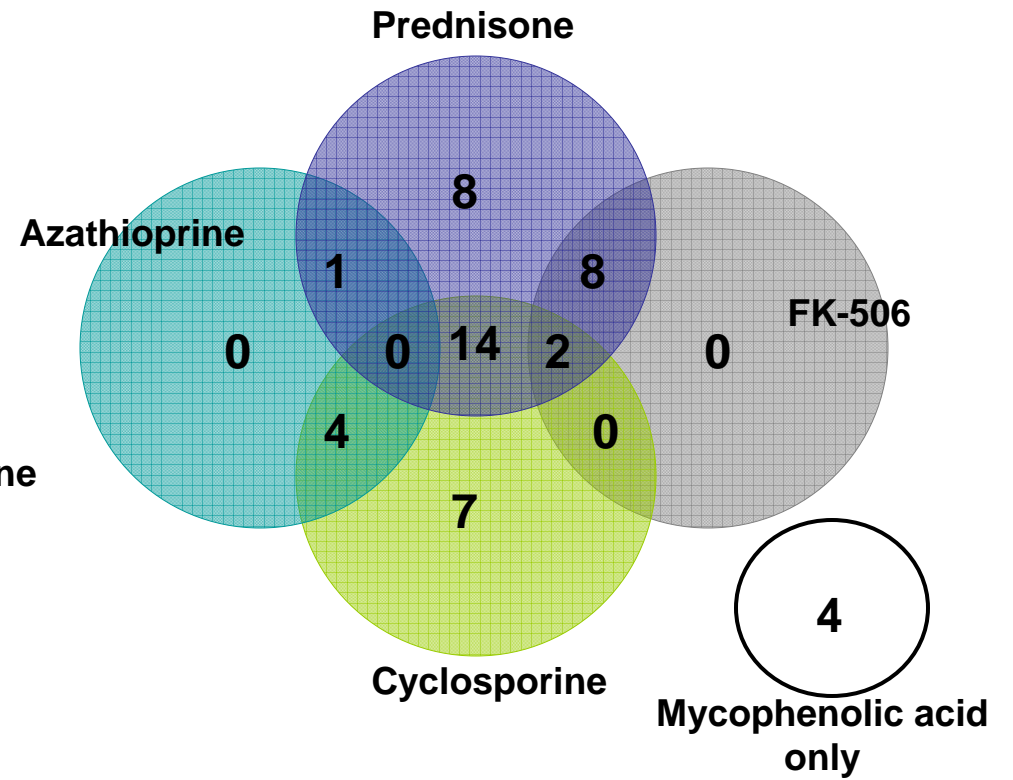 Prednisone
8
Azathioprine
1
8
FK-506
0
0
14
2
0
4
0
ne
7
4
Cyclosporine
Mycophenolic acid
only